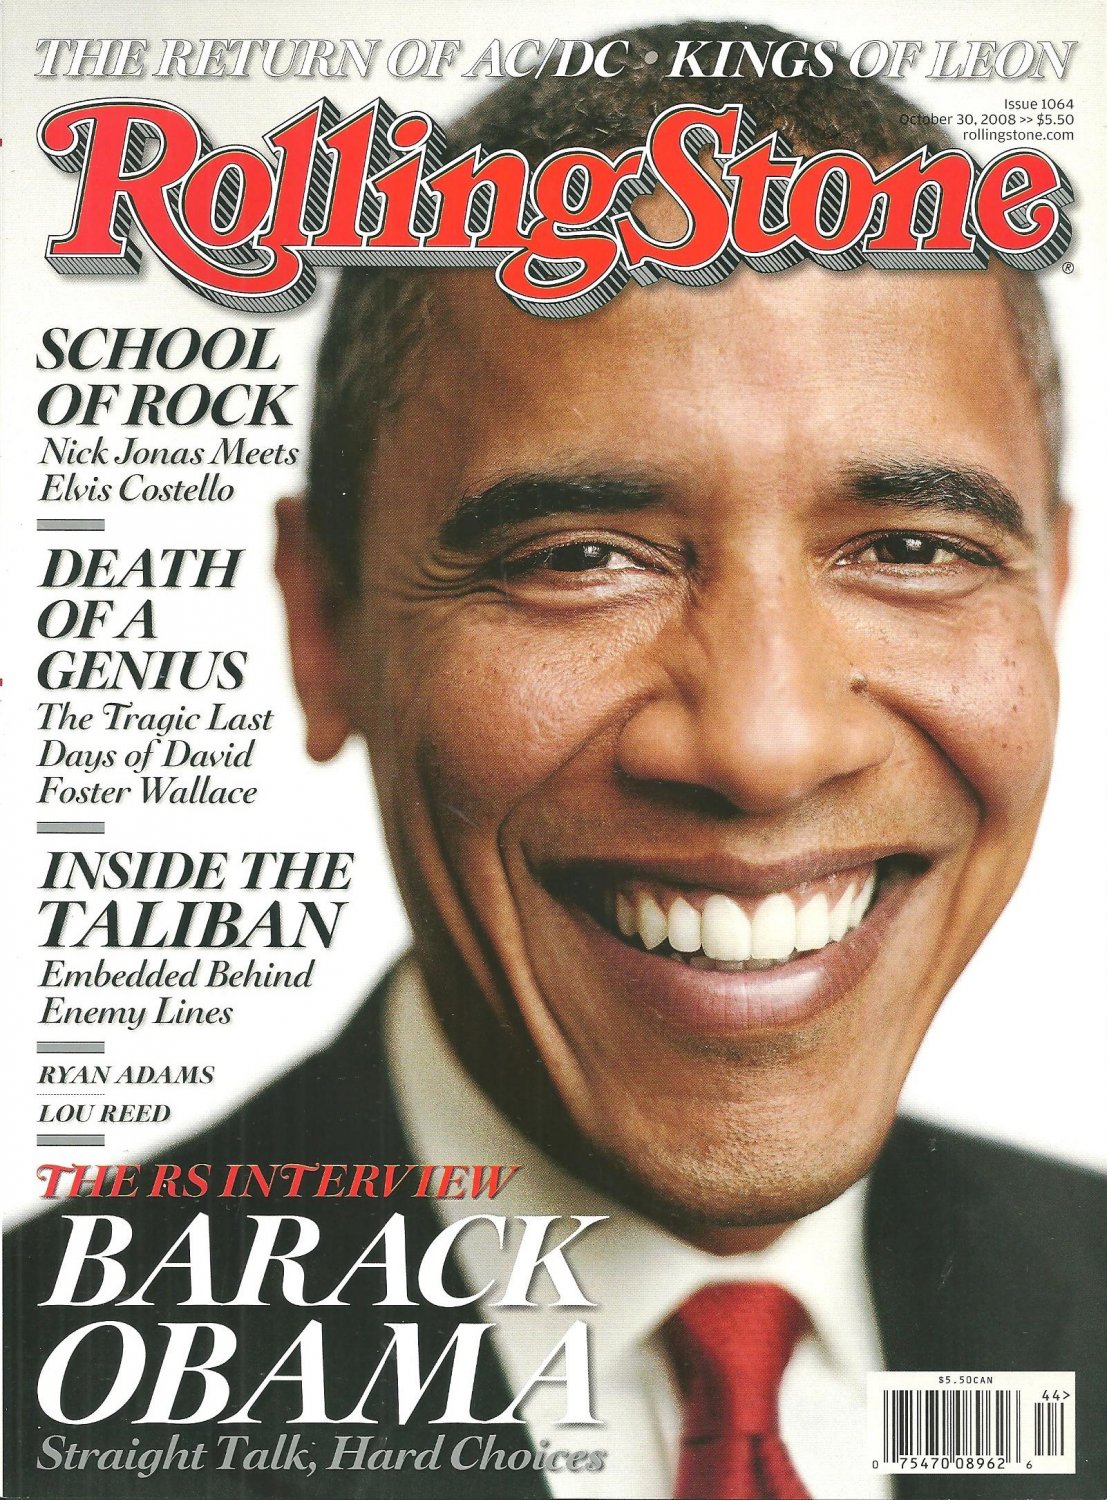 THE RETURN OF AC/DC • KINGS OF LEON
Issue 1064
October 30, 2008 >> $5.50
rollingstone.com
RollingStone®
SCHOOL
OF ROCK
Nick Jonas Meets
Elvis Costello
DEATH
OF A
GENIUS
The Tragic Last
Days of David
Foster Wallace
INSIDE THE
TALIBAN
Embedded Behind
Enemy Lines
RYAN ADAMS
LOU REED
THE RS INTERVIEW
BARACK
OBAMA
Straight Talk, Hard Choices
$5.50CAN
44>
0 75470 08962 6